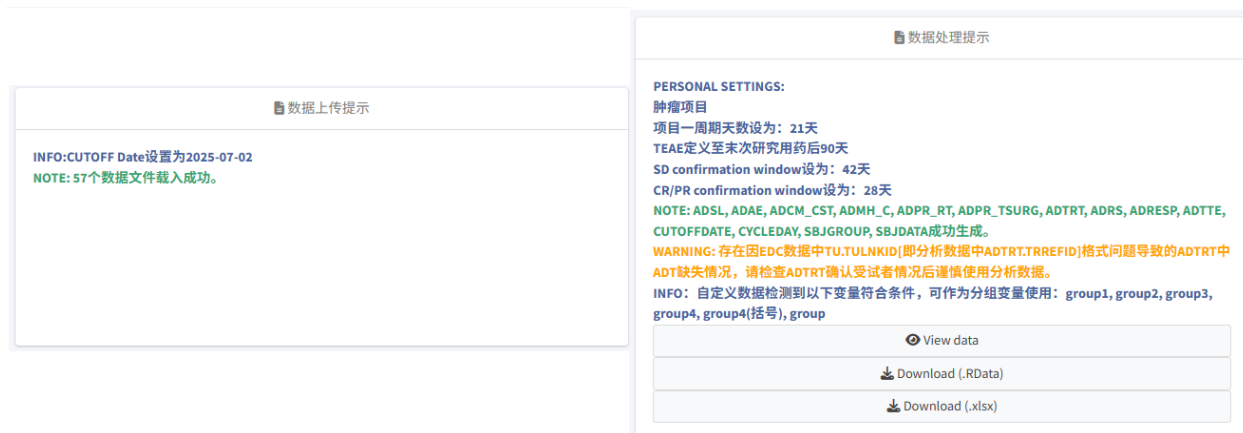 数据上传提示
INFO:CUTOFF Date设置为2025-07-02
NOTE: 57个数据文件载入成功。
数据处理提示
PERSONAL SETTINGS:
肿瘤项目
项目一周期天数设为：21天
TEAE定义至末次研究用药后90天
SD confirmation window设为：42天
CR/PR confirmation window设为：28天
NOTE: ADSL, ADAE, ADCM_CST, ADMH_C, ADPR_RT, ADPR_TSURG, ADTRT, ADRS, ADRESP, ADTTE,
CUTOFFDATE, CYCLEDAY, SBJGROUP, SBJDATA成功生成。
WARNING: 存在因EDC数据中TU.TULNKID[即分析数据中ADTRT.TRREFID]格式问题导致的ADTRT中
ADT缺失情况，请检查ADTRT确认受试者情况后谨慎使用分析数据。
INFO：自定义数据检测到以下变量符合条件，可作为分组变量使用：group1, group2, group3,
group4, group4(括号), group
View data
Download (.RData)
Download (.xlsx)